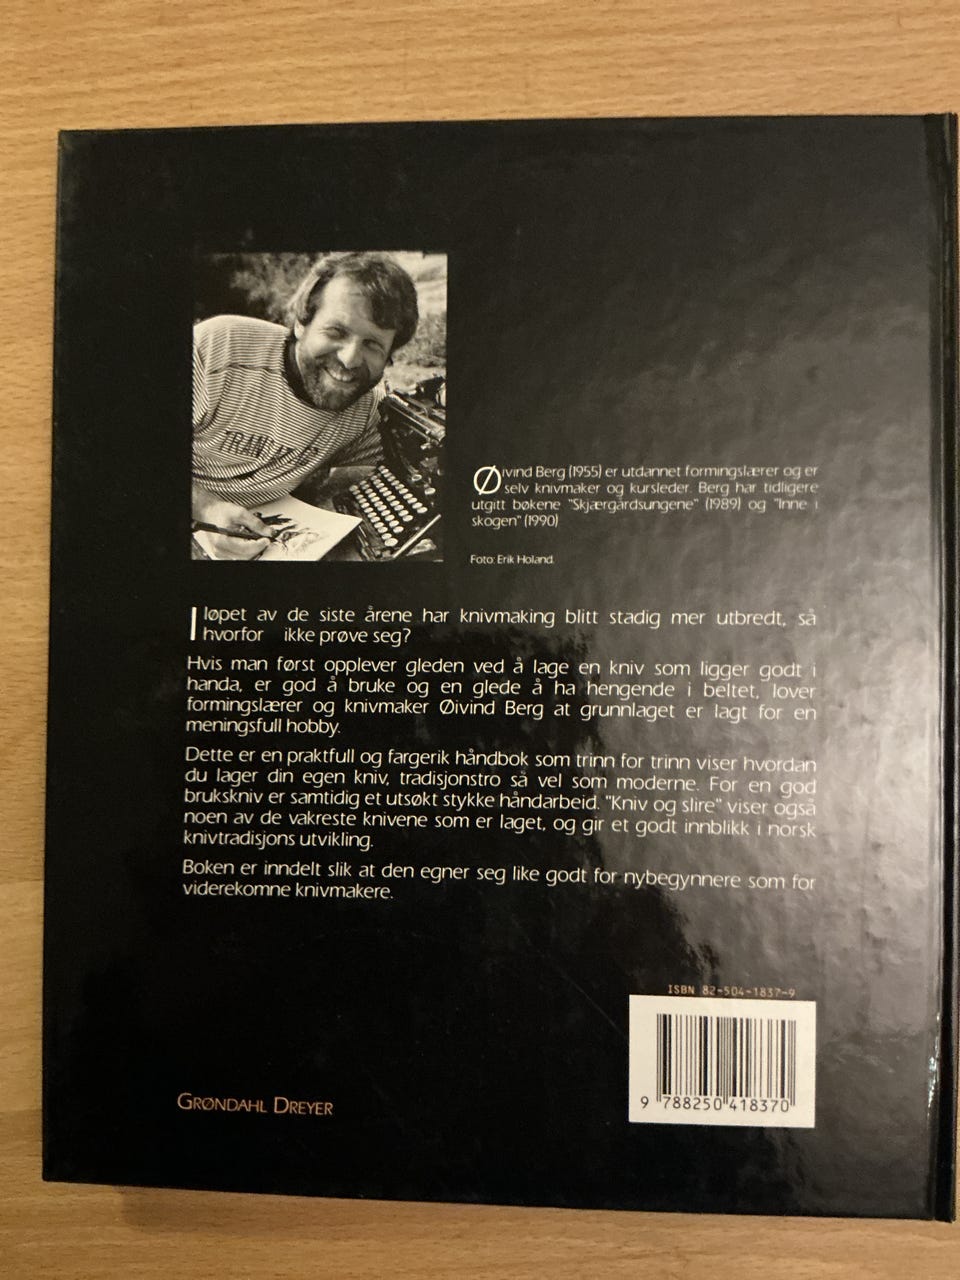 Øivind Berg (1955) er utdannet formingslærer og er
selv knivmaker og kursleder. Berg har tidligere
utgitt bøkene "Skjærgårdsungene" (1989) og "Inne i
skogen" (1990)
Foto: Erik Holand.
I løpet av de siste årene har knivmaking blitt stadig mer utbredt, så
hvorfor ikke prøve seg?
Hvis man først opplever gleden ved å lage en kniv som ligger godt i
handa, er god å bruke og en glede å ha hengende i beltet, lover
formingslærer og knivmaker Øivind Berg at grunnlaget er lagt for en
meningsfull hobby.
Dette er en praktfull og fargerik håndbok som trinn for trinn viser hvordan
du lager din egen kniv, tradisjonstro så vel som moderne. For en god
brukskniv er samtidig et utsøkt stykke håndarbeid. "Kniv og slire" viser også
noen av de vakreste knivene som er laget, og gir et godt innblikk i norsk
knivtradisjons utvikling.
Boken er inndelt slik at den egner seg like godt for nybegynnere som for
viderekomne knivmakere.
ISBN 82-504-1837-9
9 788250 418370
GRØNDAHL DREYER